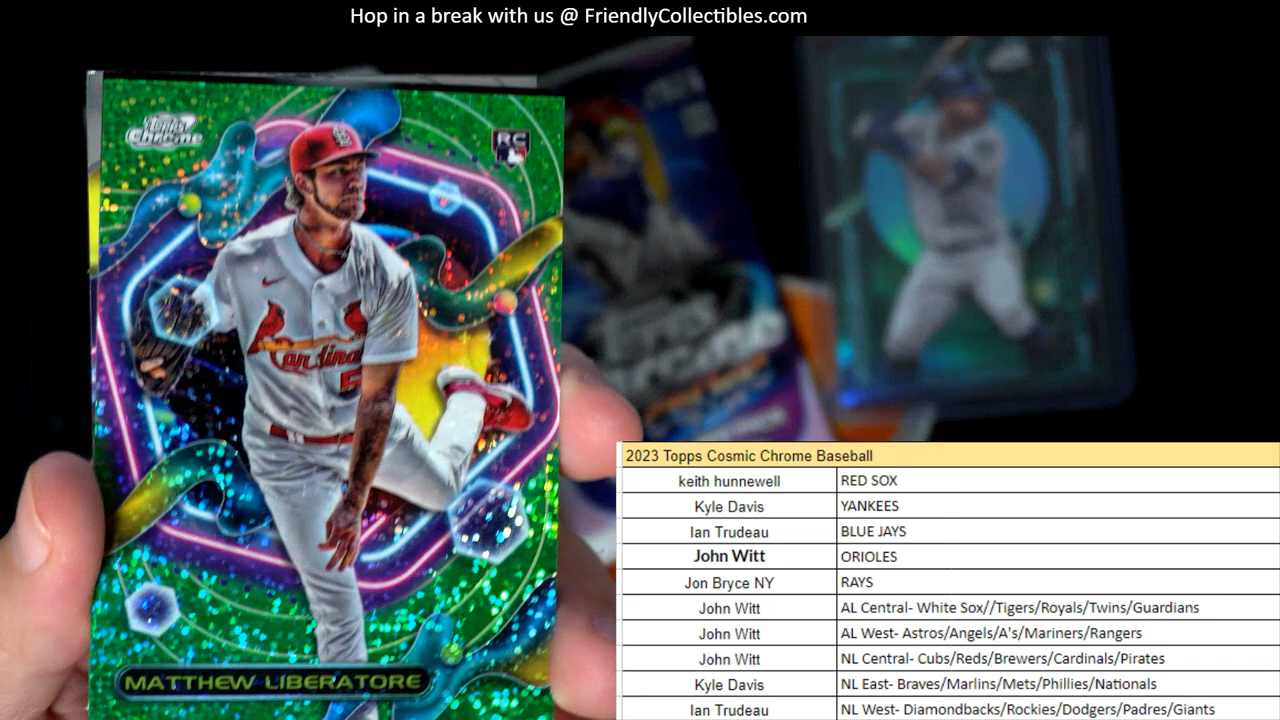 Hop in a break with us @ FriendlyCollectibles.com
Topps
Chrome
RC
Cardinals
5
MATTHEW LIBERATORE
2023 Topps Cosmic Chrome Baseball
keith hunnewell RED SOX
Kyle Davis YANKEES
Ian Trudeau BLUE JAYS
John Witt ORIOLES
Jon Bryce NY RAYS
John Witt AL Central- White Sox//Tigers/Royals/Twins/Guardians
John Witt AL West- Astros/Angels/A's/Mariners/Rangers
John Witt NL Central- Cubs/Reds/Brewers/Cardinals/Pirates
Kyle Davis NL East- Braves/Marlins/Mets/Phillies/Nationals
Ian Trudeau NL West- Diamondbacks/Rockies/Dodgers/Padres/Giants